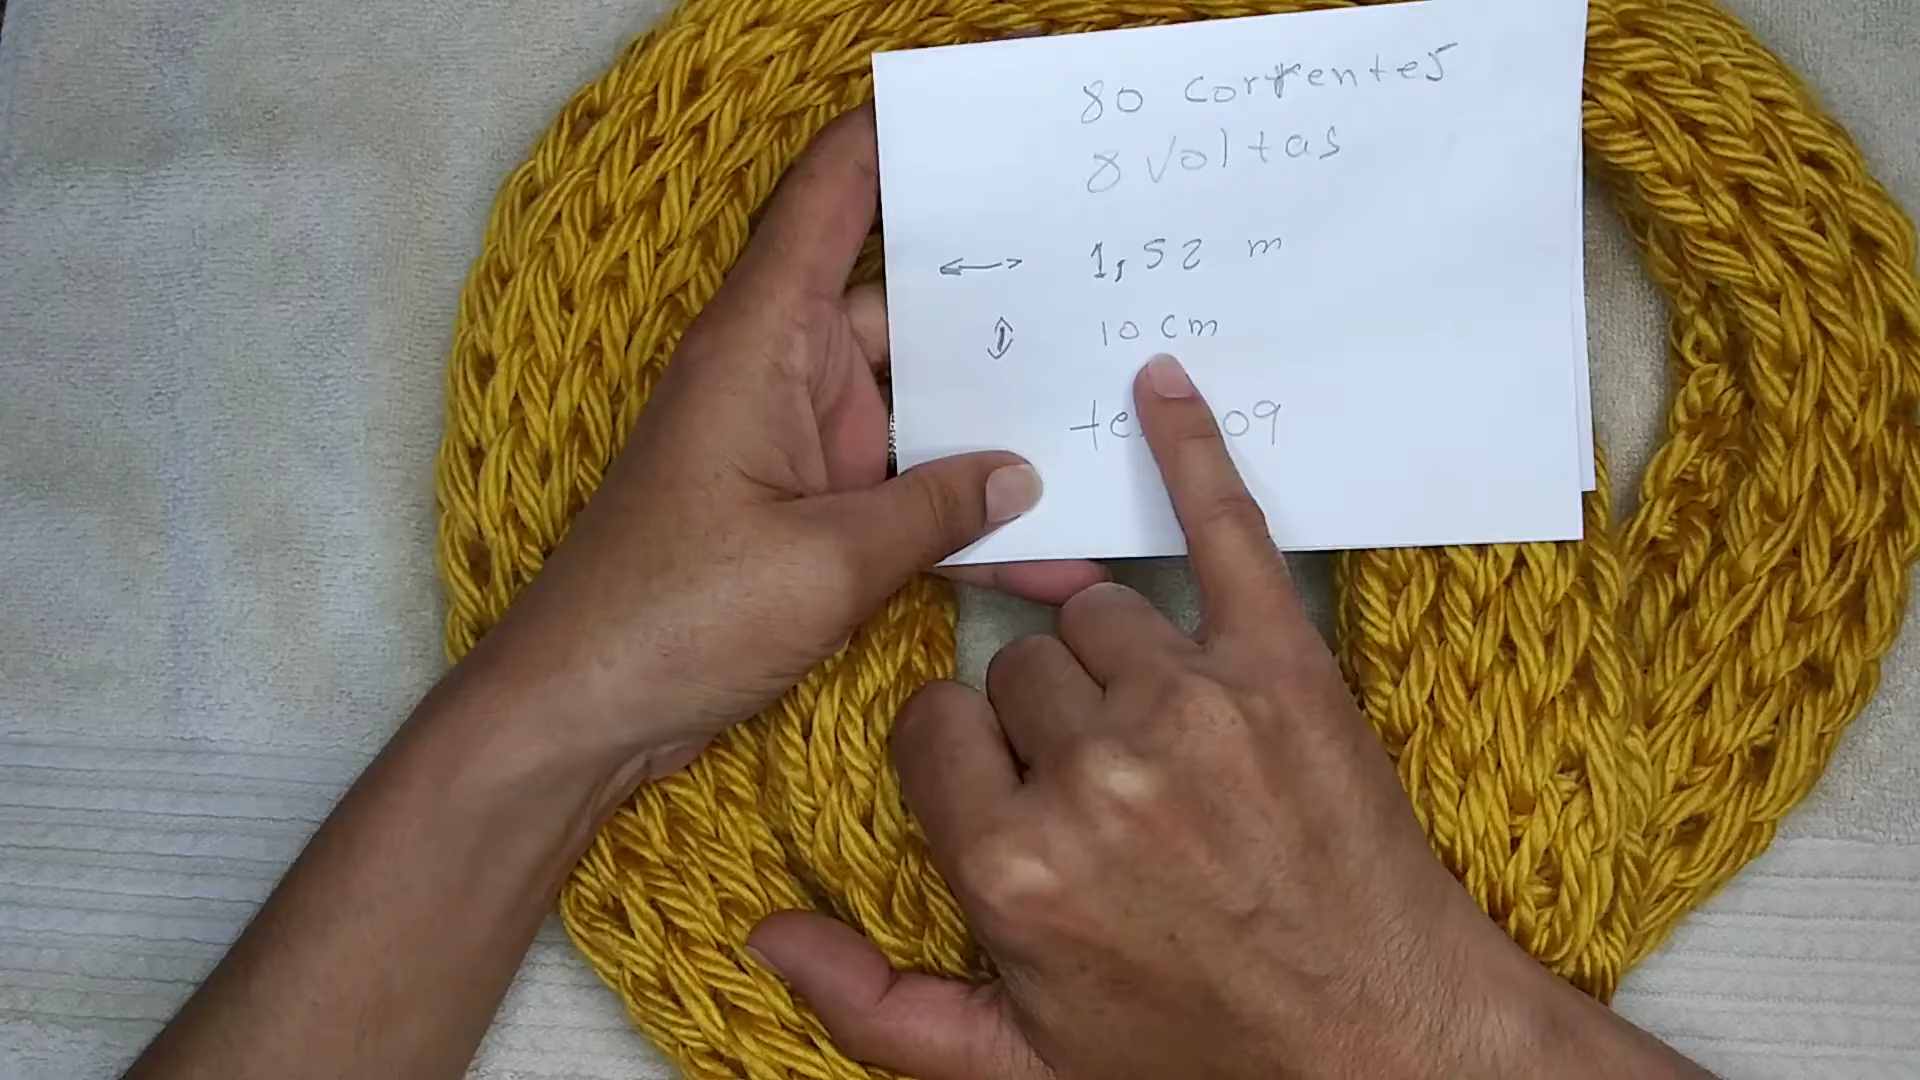 80 correntes
8 voltas
↔ 1,52 m
↕ 10 cm